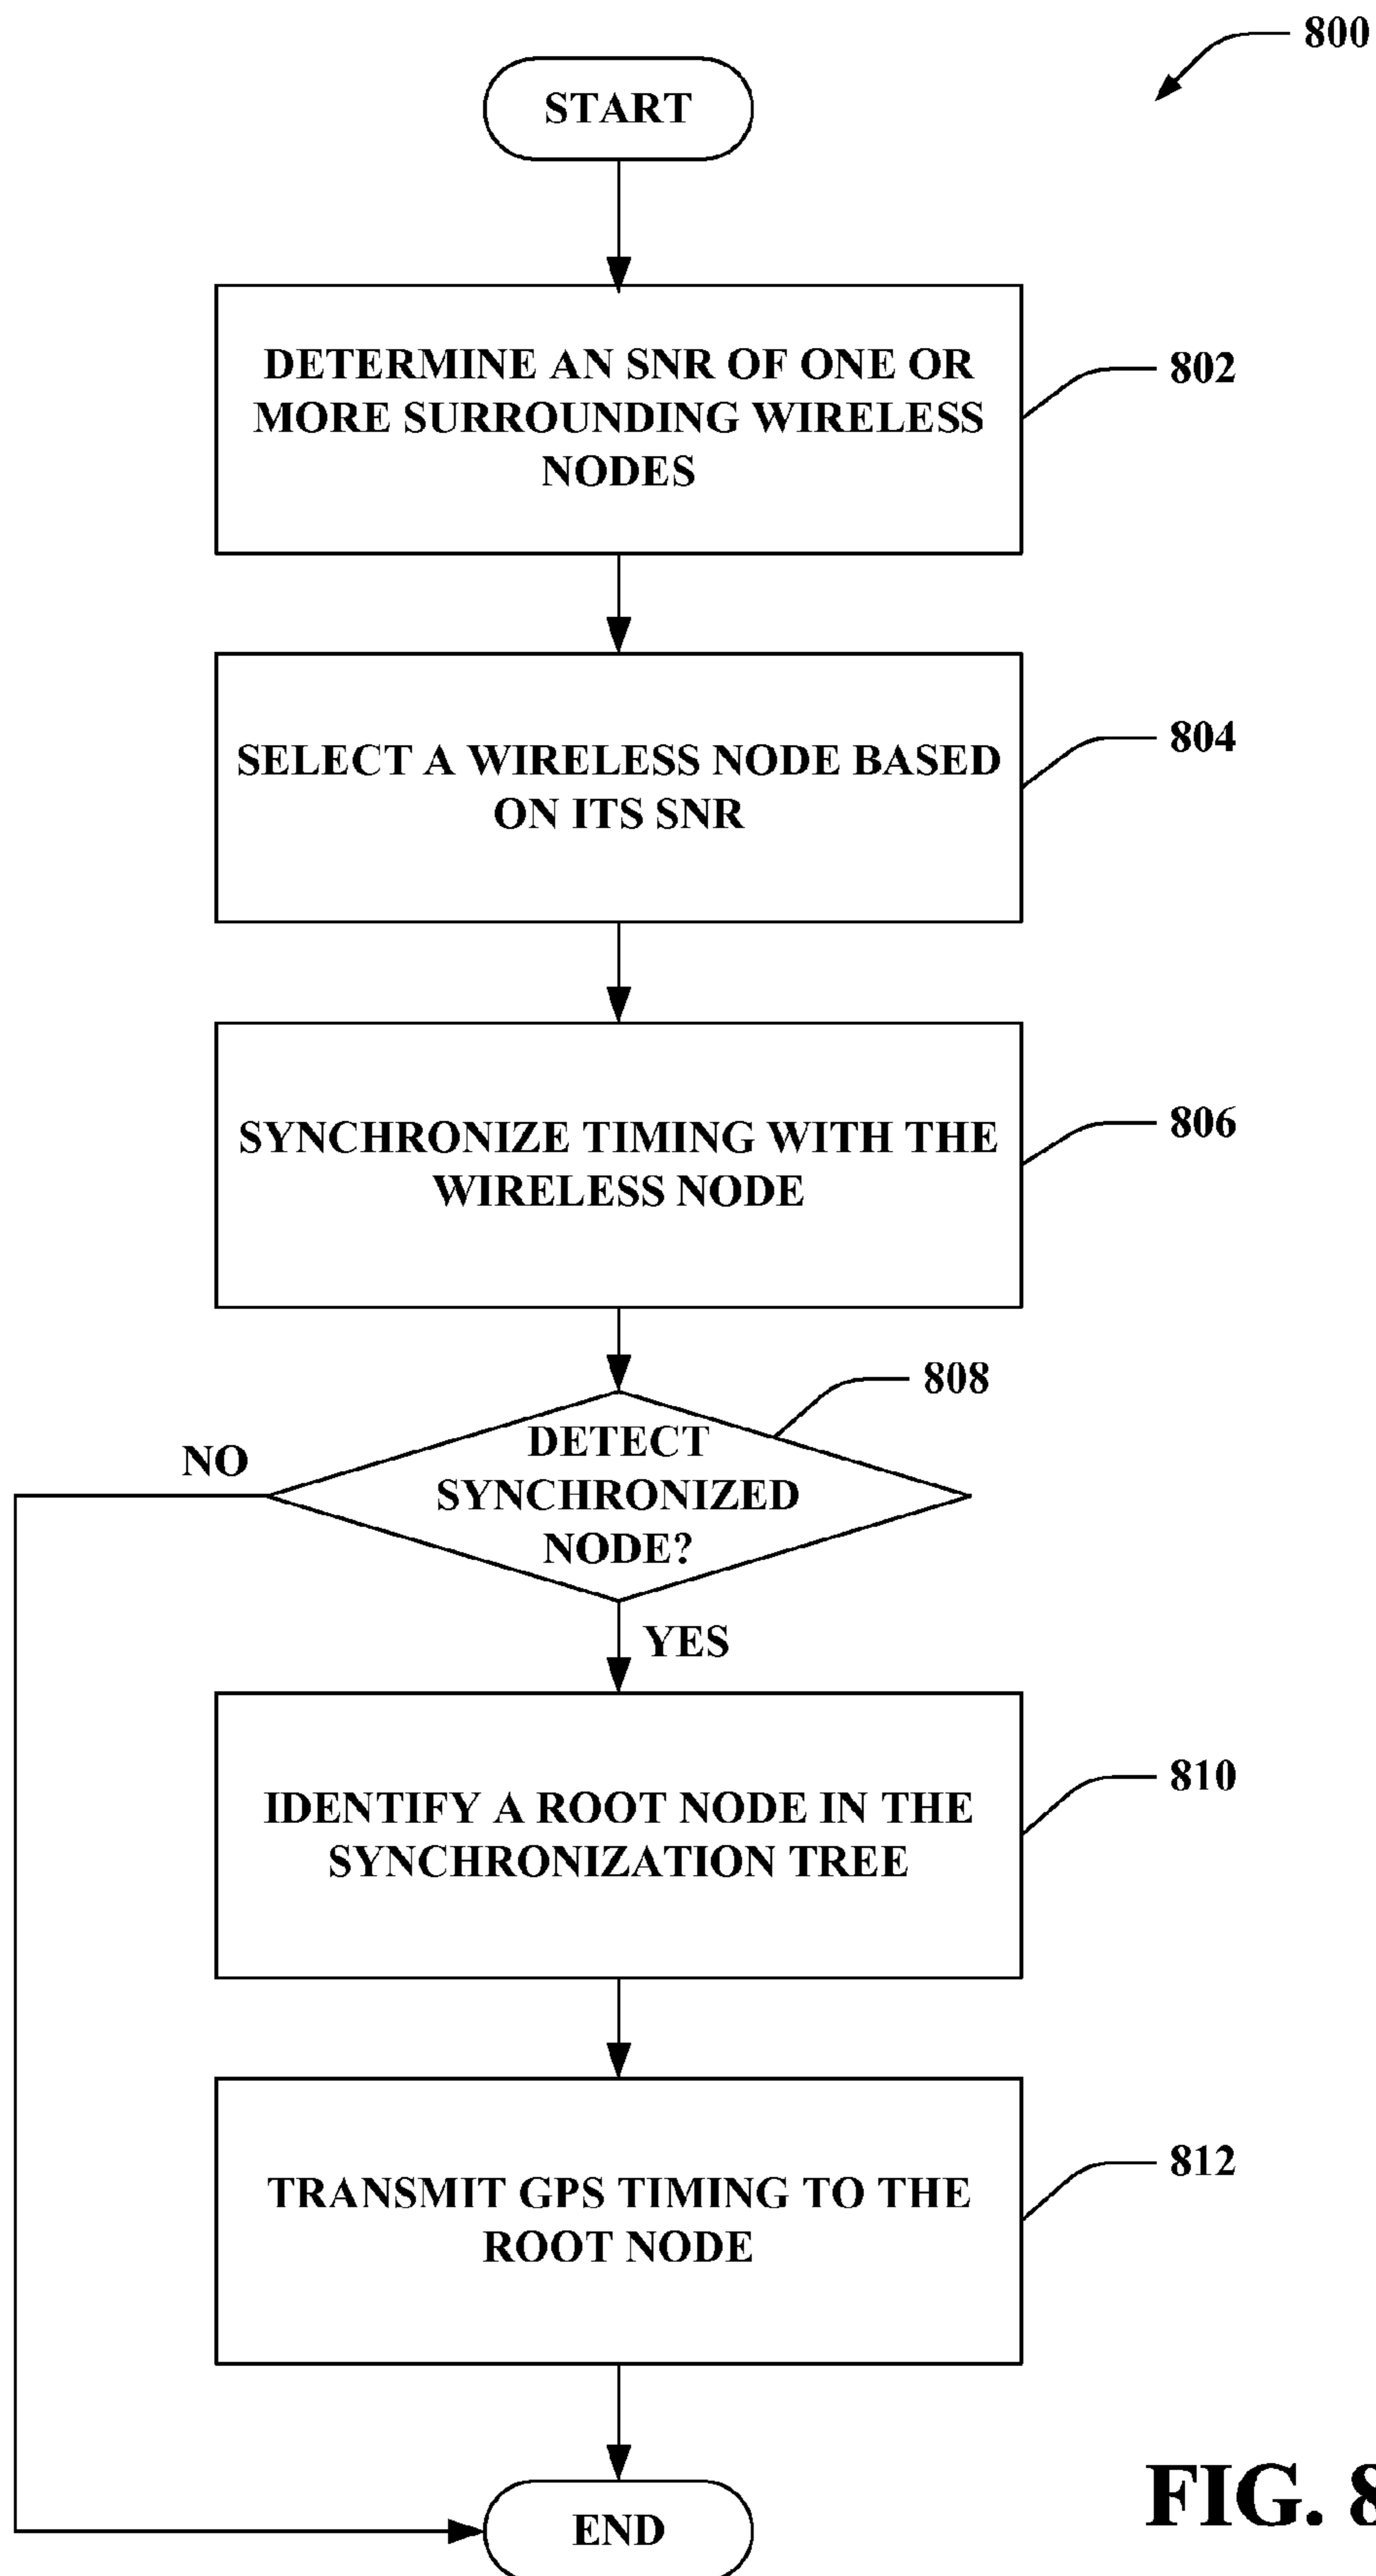 800
START
DETERMINE AN SNR OF ONE OR
MORE SURROUNDING WIRELESS
NODES
802
SELECT A WIRELESS NODE BASED
ON ITS SNR
804
SYNCHRONIZE TIMING WITH THE
WIRELESS NODE
806
808
DETECT
SYNCHRONIZED
NODE?
NO
YES
IDENTIFY A ROOT NODE IN THE
SYNCHRONIZATION TREE
810
TRANSMIT GPS TIMING TO THE
ROOT NODE
812
END
FIG. 8